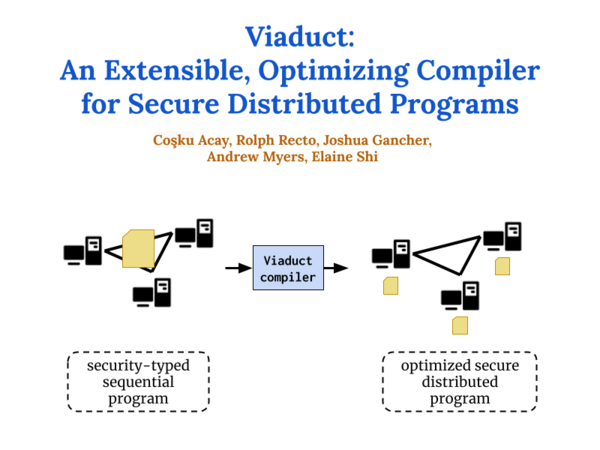 Viaduct:
An Extensible, Optimizing Compiler
for Secure Distributed Programs
Coşku Acay, Rolph Recto, Joshua Gancher,
Andrew Myers, Elaine Shi
Viaduct
compiler
security-typed
sequential
program
optimized secure
distributed
program